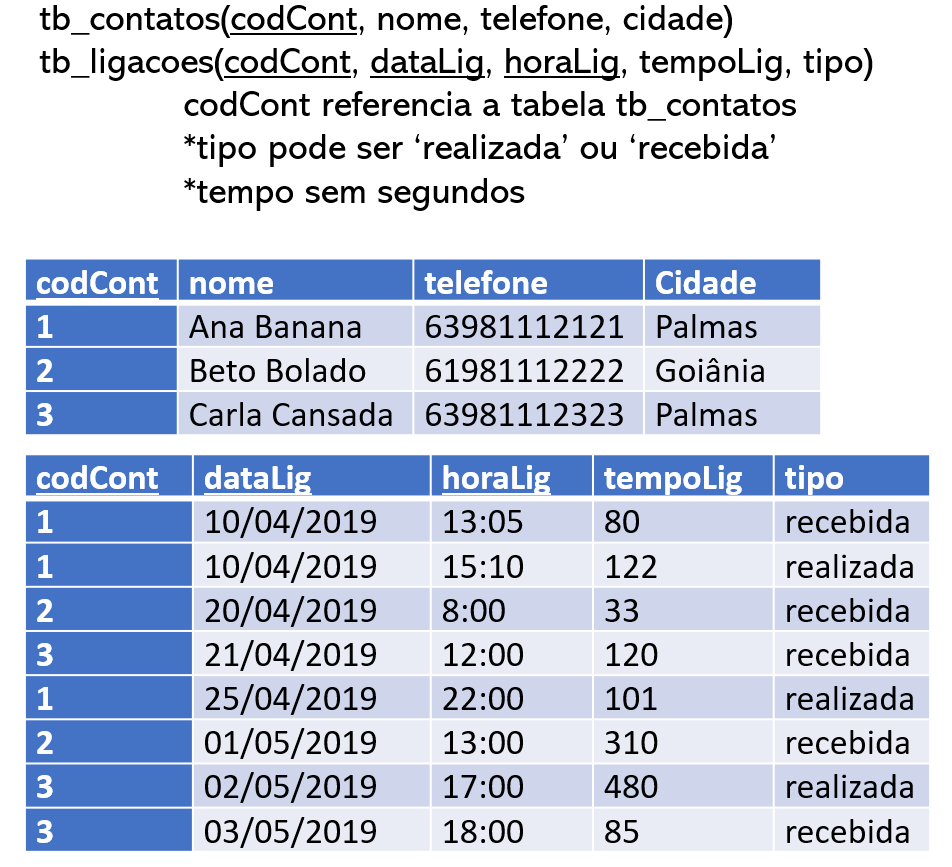 tb_contatos(codCont, nome, telefone, cidade)
tb_ligacoes(codCont, dataLig, horaLig, tempoLig, tipo)
codCont referencia a tabela tb_contatos
*tipo pode ser ‘realizada’ ou ‘recebida’
*tempo sem segundos
codCont nome telefone Cidade
1 Ana Banana 63981112121 Palmas
2 Beto Bolado 61981112222 Goiânia
3 Carla Cansada 63981112323 Palmas
codCont dataLig horaLig tempoLig tipo
1 10/04/2019 13:05 80 recebida
1 10/04/2019 15:10 122 realizada
2 20/04/2019 8:00 33 recebida
3 21/04/2019 12:00 120 recebida
1 25/04/2019 22:00 101 realizada
2 01/05/2019 13:00 310 recebida
3 02/05/2019 17:00 480 realizada
3 03/05/2019 18:00 85 recebida